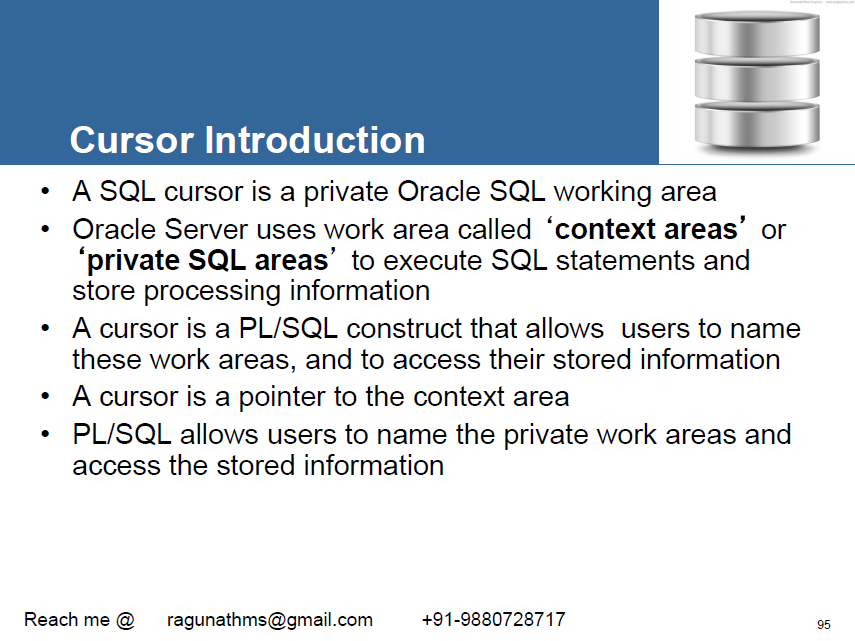 Cursor Introduction
• A SQL cursor is a private Oracle SQL working area
• Oracle Server uses work area called ‘context areas’ or
‘private SQL areas’ to execute SQL statements and
store processing information
• A cursor is a PL/SQL construct that allows users to name
these work areas, and to access their stored information
• A cursor is a pointer to the context area
• PL/SQL allows users to name the private work areas and
access the stored information
Reach me @ ragunathms@gmail.com +91-9880728717
95